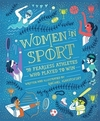 WOMEN IN
SPORT
50 FEARLESS ATHLETES
WHO PLAYED TO WIN